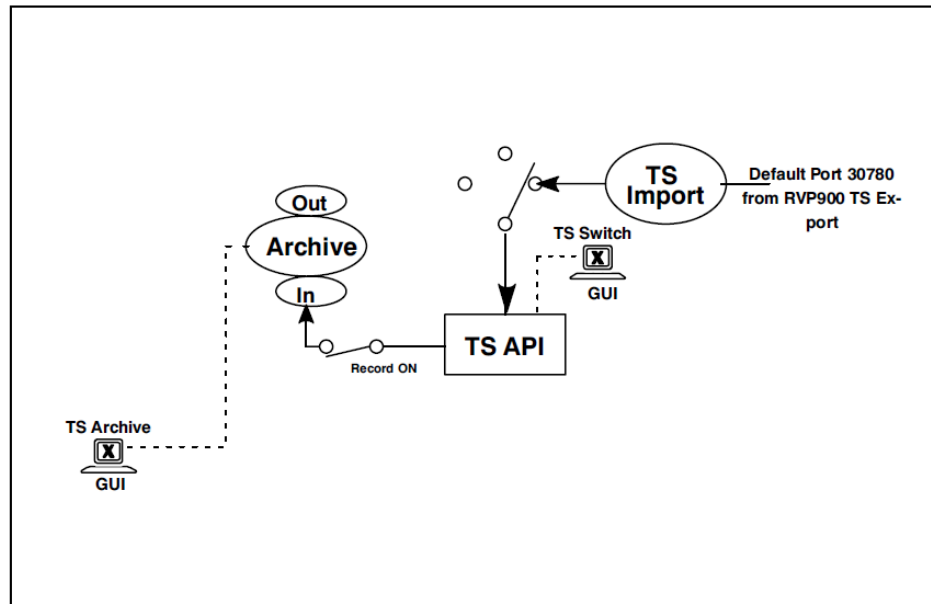 TS
Import
Default Port 30780
from RVP900 TS Ex-
port
Out
Archive
In
TS Switch
X
GUI
TS API
Record ON
TS Archive
X
GUI